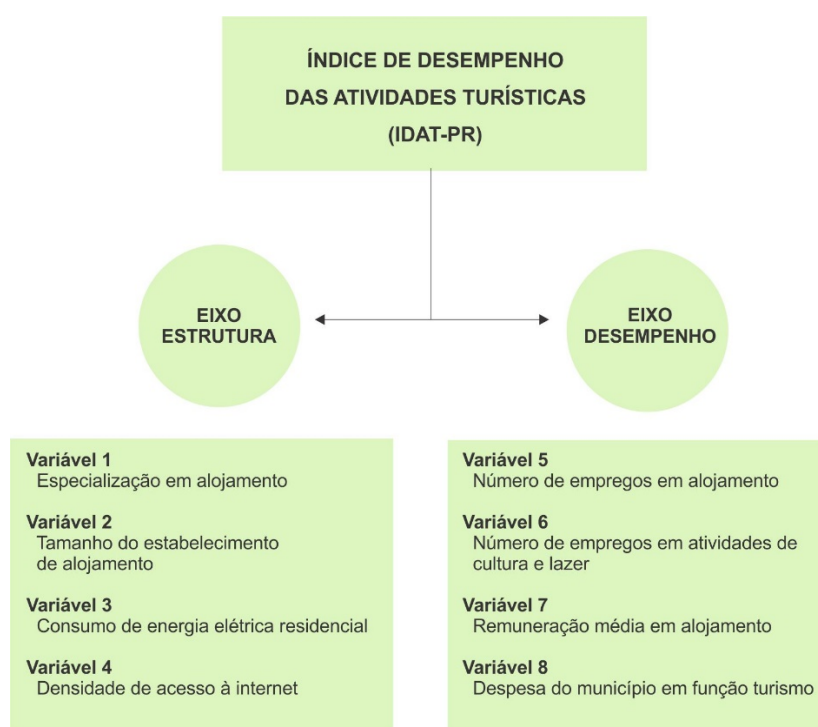 ÍNDICE DE DESEMPENHO
DAS ATIVIDADES TURÍSTICAS
(IDAT-PR)
EIXO
ESTRUTURA
EIXO
DESEMPENHO
Variável 1
Especialização em alojamento
Variável 2
Tamanho do estabelecimento
de alojamento
Variável 3
Consumo de energia elétrica residencial
Variável 4
Densidade de acesso à internet
Variável 5
Número de empregos em alojamento
Variável 6
Número de empregos em atividades de
cultura e lazer
Variável 7
Remuneração média em alojamento
Variável 8
Despesa do município em função turismo